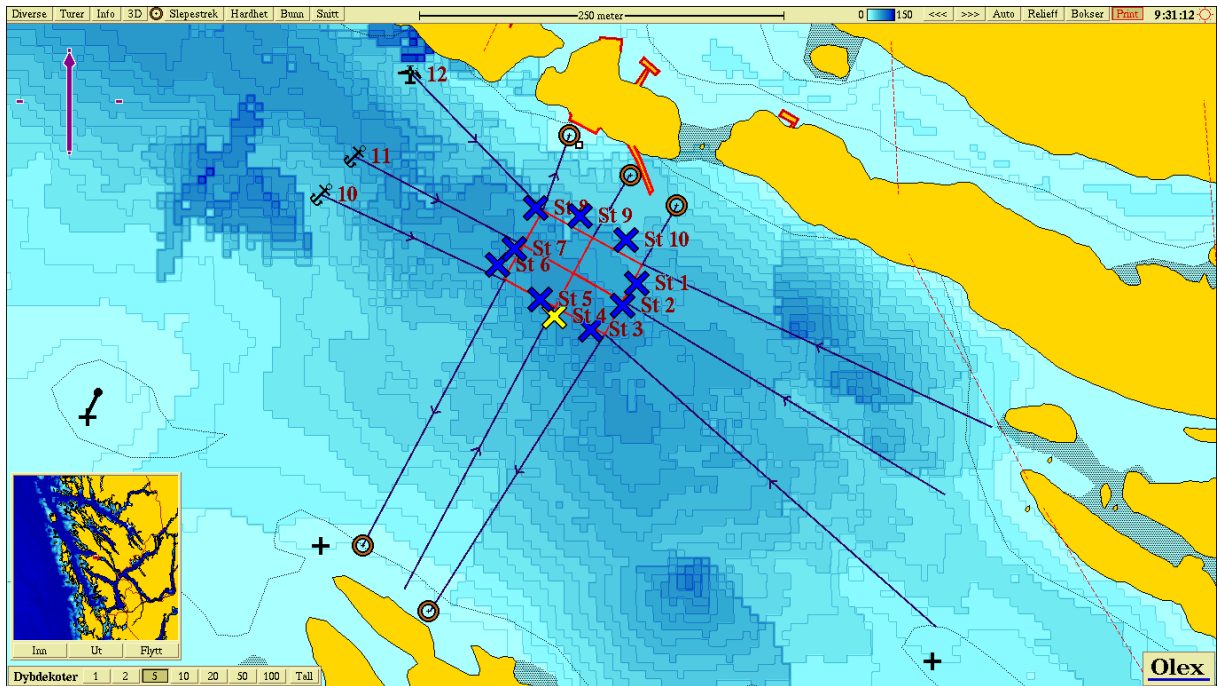 Diverse Turer Info 3D Slepestrek Hardhet Bunn Snitt 250 meter 0 150 <<< >>> Auto Relieff Bokser Print 9:31:12
12
11
10
St 8
St 9
St 10
St 7
St 6
St 1
St 5
St 2
St 4
St 3
Inn Ut Flytt
Dybdekoter 1 2 5 10 20 50 100 Tall
Olex